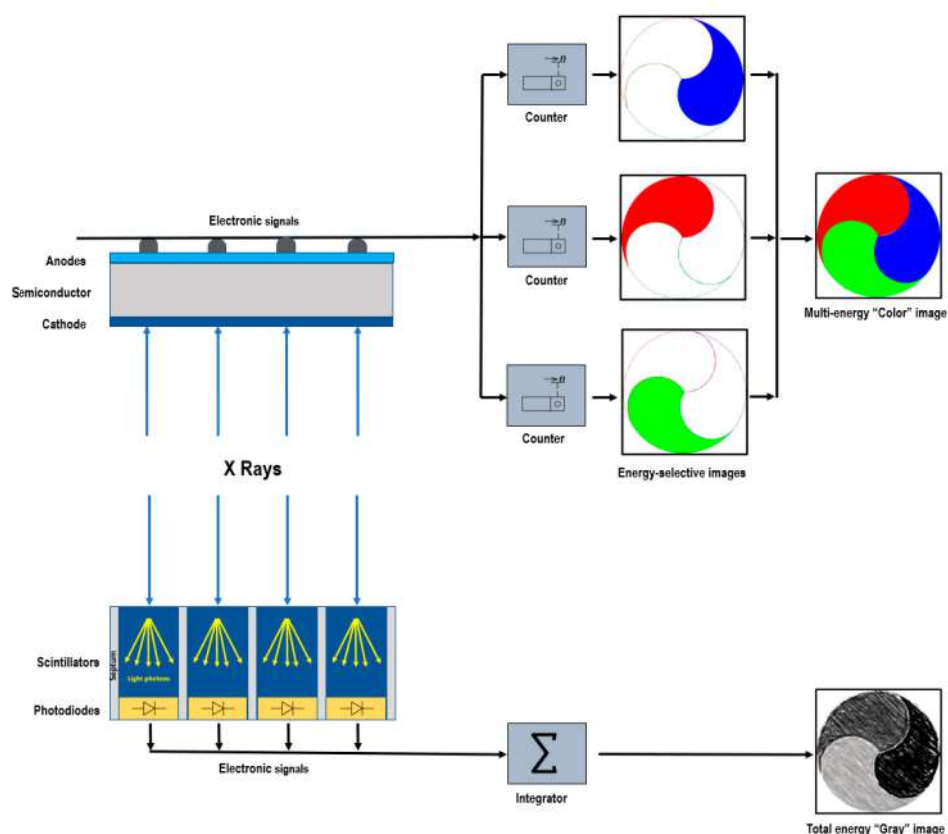 Counter
Electronic signals
Anodes
Semiconductor
Cathode
Counter
Multi-energy “Color” image
Counter
Energy-selective images
X Rays
Scintillators
Septum
Light photons
Photodiodes
Electronic signals
Σ
Integrator
Total energy “Gray” image